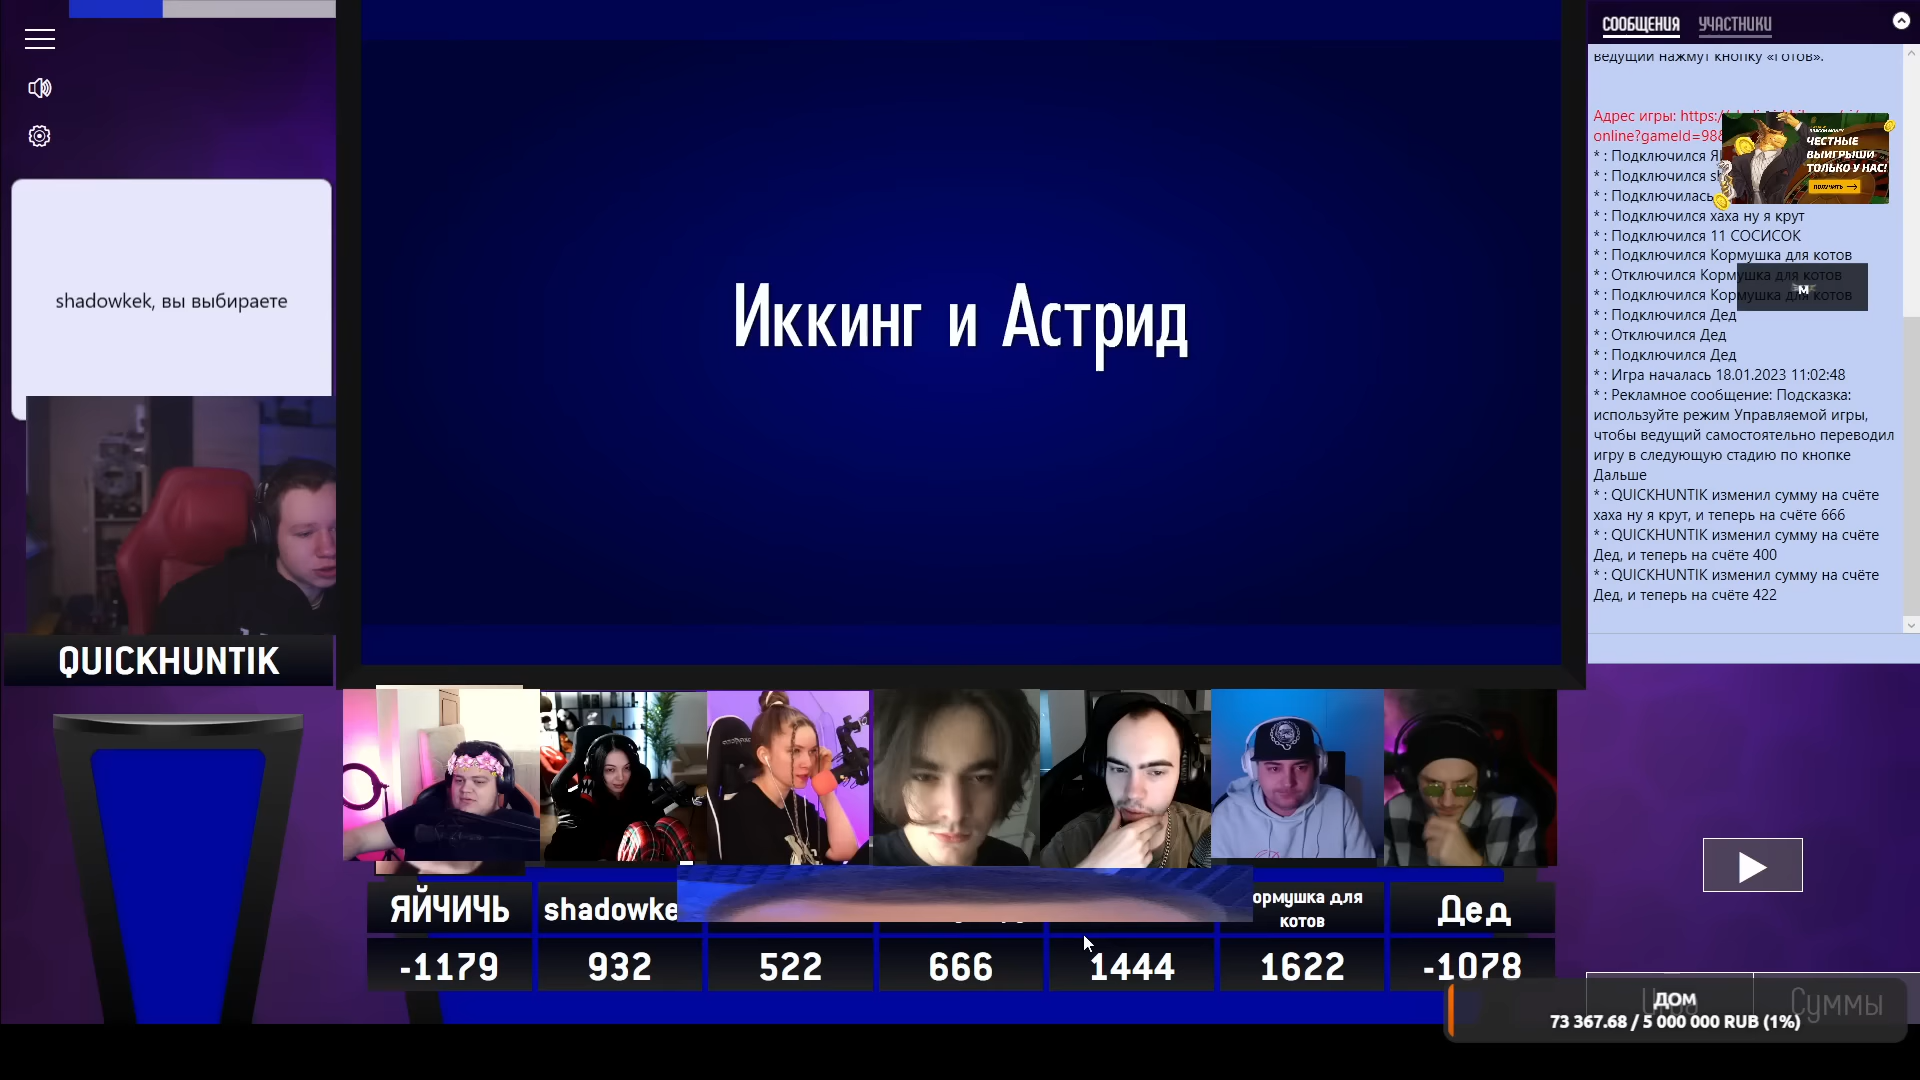 СООБЩЕНИЯ УЧАСТНИКИ
ведущий нажмут кнопку «Готов».
Адрес игры: https:/
online?gameId=98
* : Подключился
* : Подключился
* : Подключилась
* : Подключился хаха ну я крут
* : Подключился 11 СОСИСОК
* : Подключился Кормушка для котов
* : Отключился Кормушка для котов
* : Подключился Кормушка для котов
* : Подключился Дед
* : Отключился Дед
* : Подключился Дед
* : Игра началась 18.01.2023 11:02:48
* : Рекламное сообщение: Подсказка:
используйте режим Управляемой игры,
чтобы ведущий самостоятельно переводил
игру в следующую стадию по кнопке
Дальше
* : QUICKHUNTIK изменил сумму на счёте
хаха ну я крут, и теперь на счёте 666
* : QUICKHUNTIK изменил сумму на счёте
Дед, и теперь на счёте 400
* : QUICKHUNTIK изменил сумму на счёте
Дед, и теперь на счёте 422
ЧЕСТНЫЕ
ВЫИГРЫШИ
ТОЛЬКО У НАС!
ПОЛУЧИТЬ
M
shadowkek, вы выбираете
Иккинг и Астрид
QUICKHUNTIK
ЯЙЧИЧЬ
shadowke
ормушка для
котов
Дед
-1179
932
522
666
1444
1622
-1078
Суммы
ДОМ
73 367.68 / 5 000 000 RUB (1%)